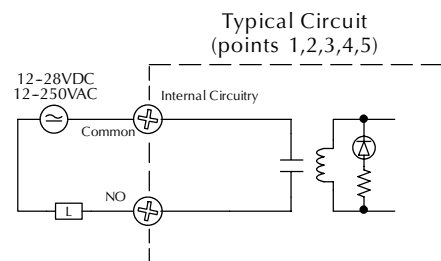 Typical Circuit
(points 1,2,3,4,5)
12-28VDC
12-250VAC
Internal Circuitry
Common
NO
L